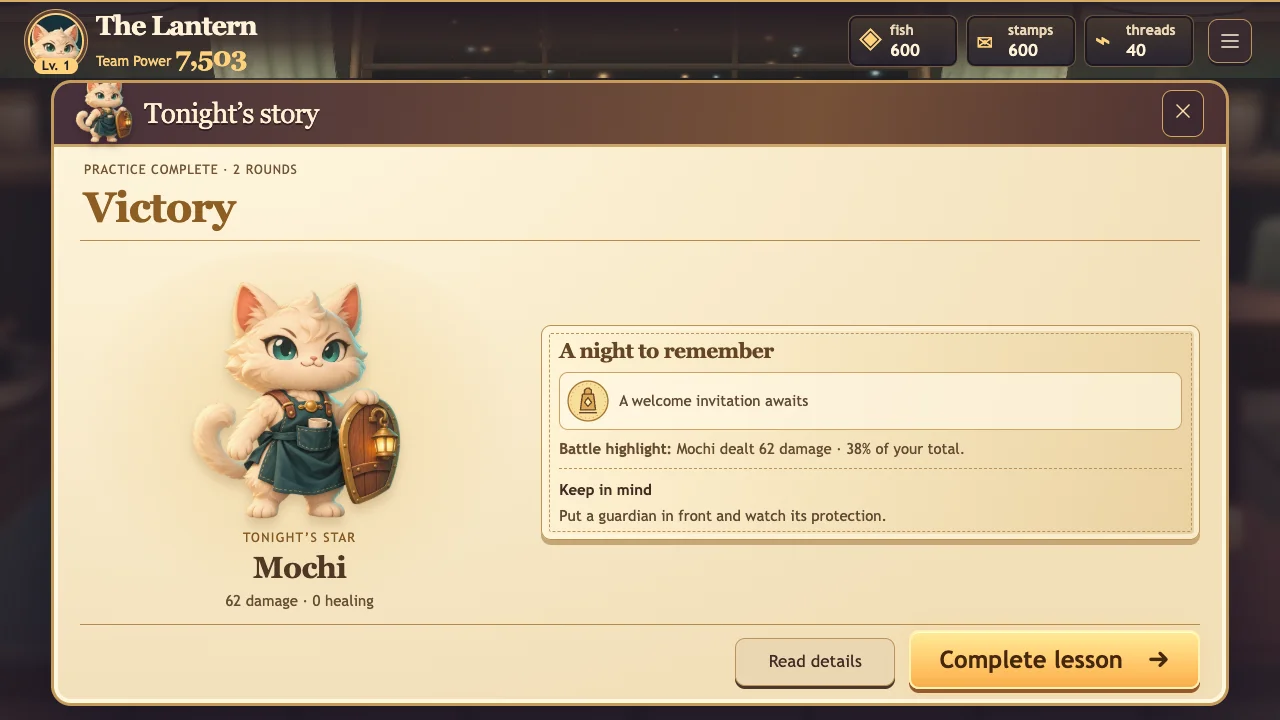 The Lantern
Team Power 7,503
Lv. 1
fish
600
stamps
600
threads
40
Tonight's story
PRACTICE COMPLETE · 2 ROUNDS
Victory
A night to remember
A welcome invitation awaits
Battle highlight: Mochi dealt 62 damage · 38% of your total.
Keep in mind
Put a guardian in front and watch its protection.
TONIGHT'S STAR
Mochi
62 damage · 0 healing
Read details
Complete lesson →